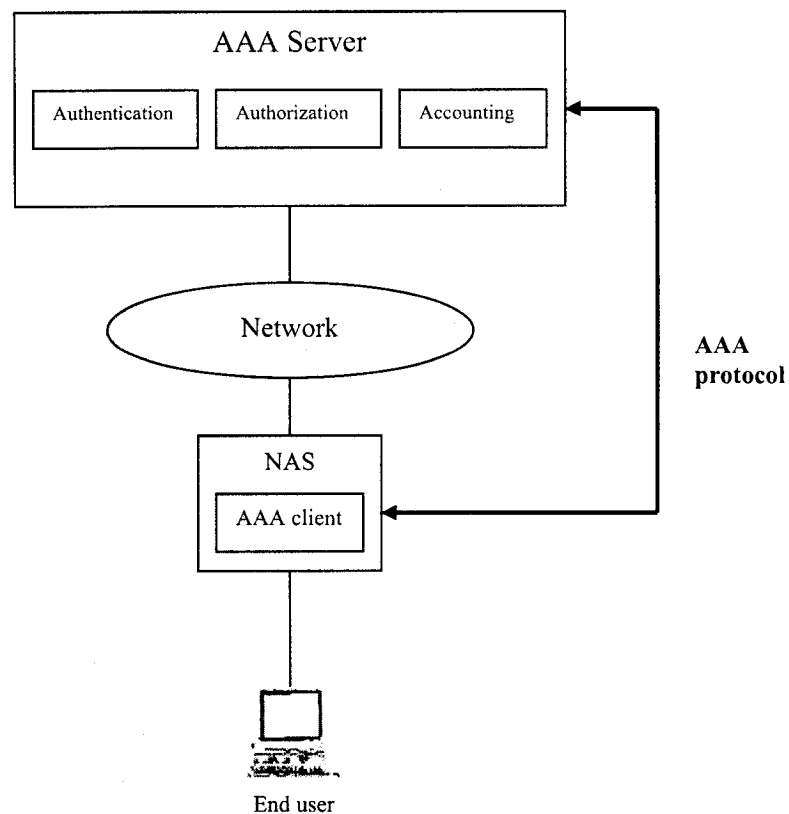 AAA Server
Authentication
Authorization
Accounting
Network
AAA
protocol
NAS
AAA client
End user